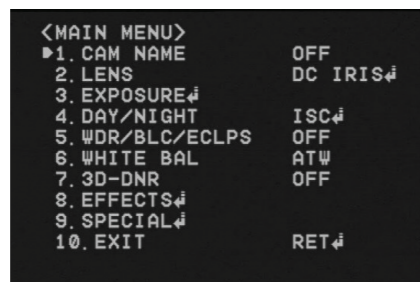 <MAIN MENU>
1. CAM NAME OFF
2. LENS DC IRIS↲
3. EXPOSURE↲
4. DAY/NIGHT ISC↲
5. WDR/BLC/ECLPS OFF
6. WHITE BAL ATW
7. 3D-DNR OFF
8. EFFECTS↲
9. SPECIAL↲
10. EXIT RET↲